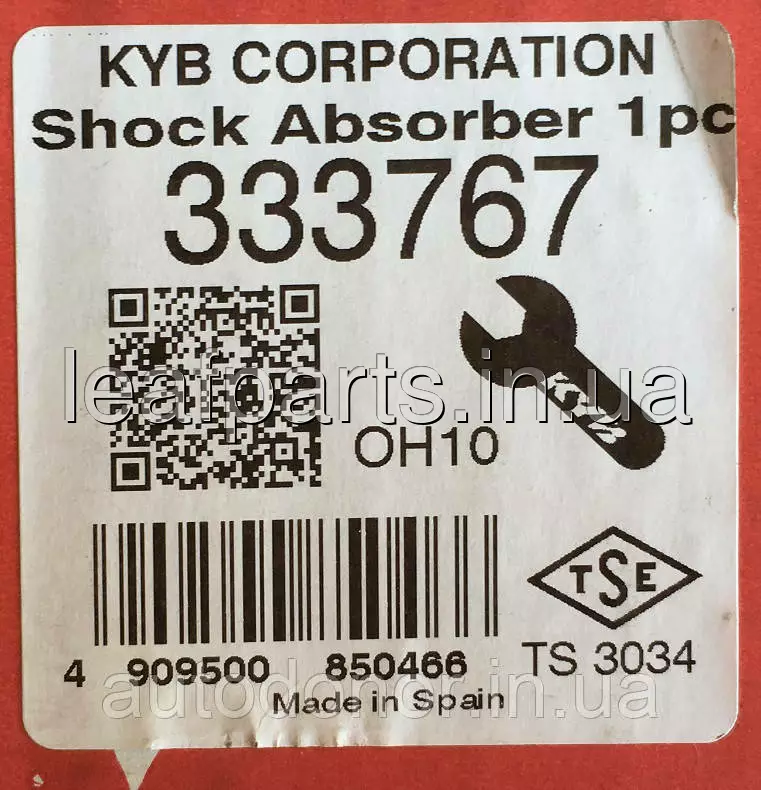 KYB CORPORATION
Shock Absorber 1pc
333767
leafparts.in.ua
KYB
OH10
TSE
TS 3034
4 909500 850466
autodonor.in.ua
Made in Spain